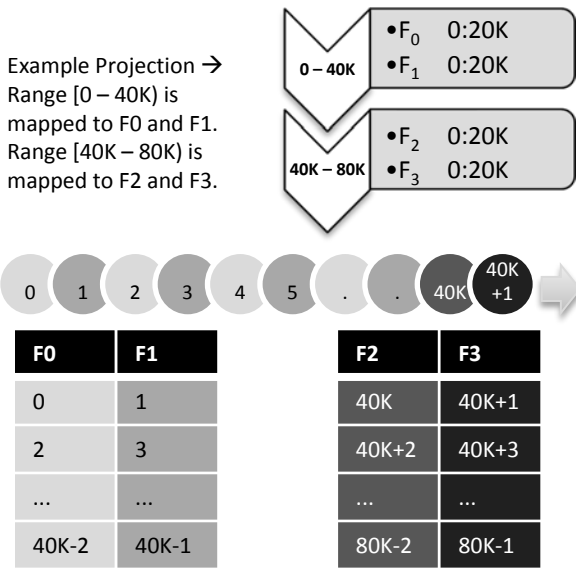 Example Projection →
Range [0 – 40K) is
mapped to F0 and F1.
Range [40K – 80K) is
mapped to F2 and F3.
0 – 40K
•F0 0:20K
•F1 0:20K
40K – 80K
•F2 0:20K
•F3 0:20K
0 1 2 3 4 5 . . 40K 40K
+1
F0 F1 F2 F3
0 1 40K 40K+1
2 3 40K+2 40K+3
... ... ... ...
40K-2 40K-1 80K-2 80K-1